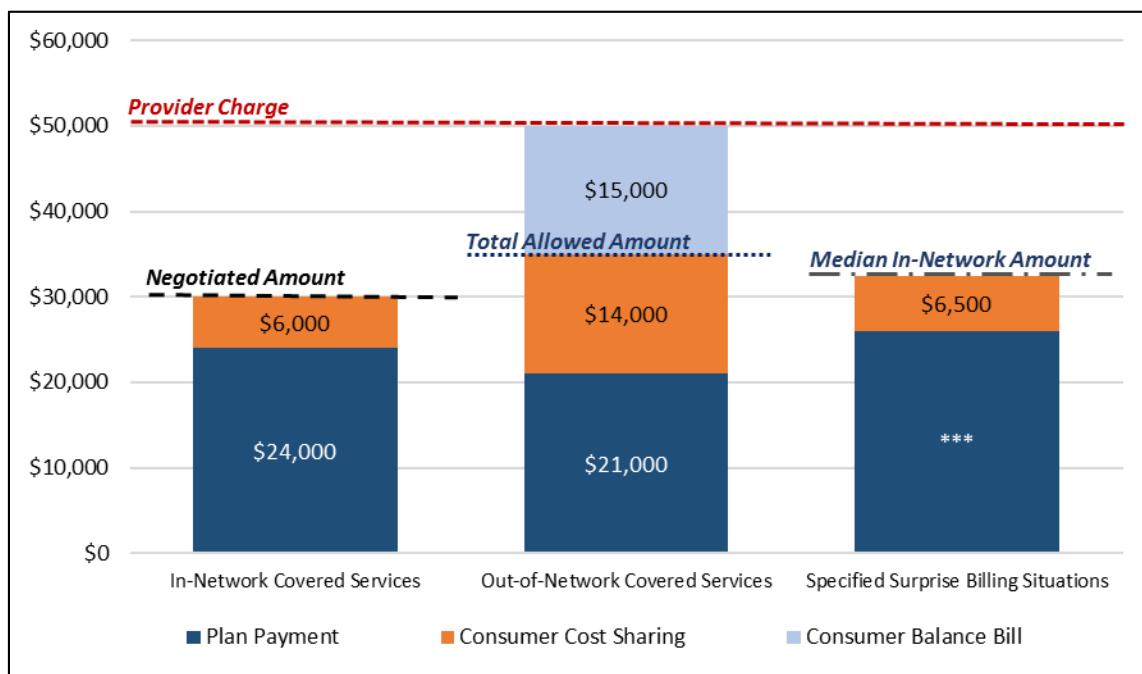 $60,000
Provider Charge
$50,000
$15,000
$40,000
Total Allowed Amount
Median In-Network Amount
Negotiated Amount
$30,000
$6,000
$14,000
$6,500
$20,000
$24,000
$21,000
***
$10,000
$0
In-Network Covered Services
Out-of-Network Covered Services
Specified Surprise Billing Situations
Plan Payment
Consumer Cost Sharing
Consumer Balance Bill